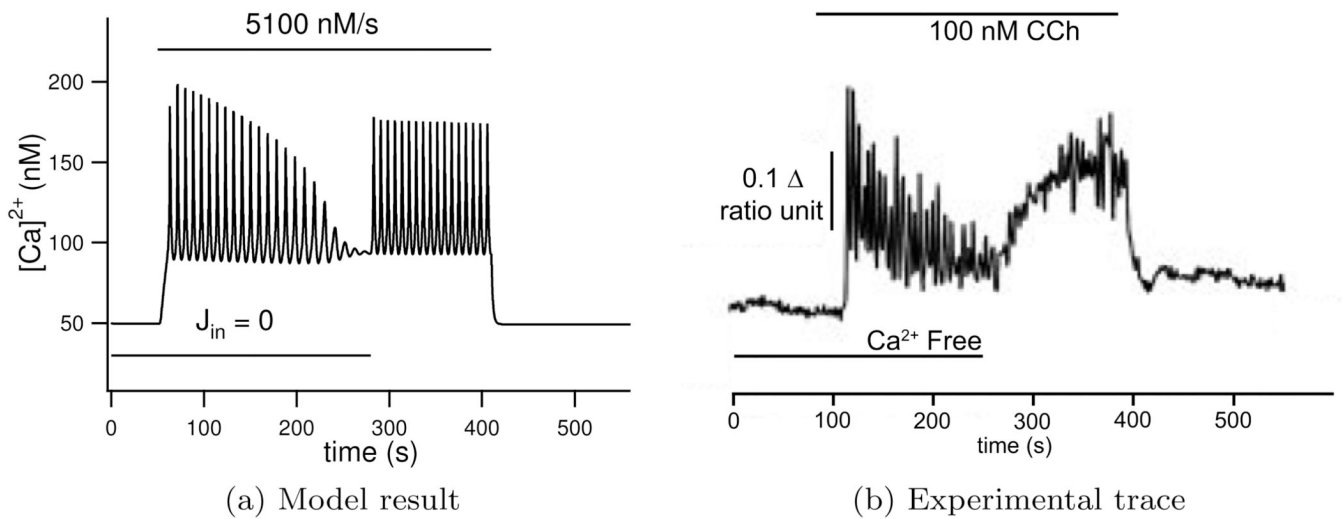 5100 nM/s
200
150
100
50
[Ca]²⁺ (nM)
J_in = 0
0 100 200 300 400 500
time (s)
(a) Model result
100 nM CCh
0.1 Δ
ratio unit
Ca²⁺ Free
0 100 200 300 400 500
time (s)
(b) Experimental trace